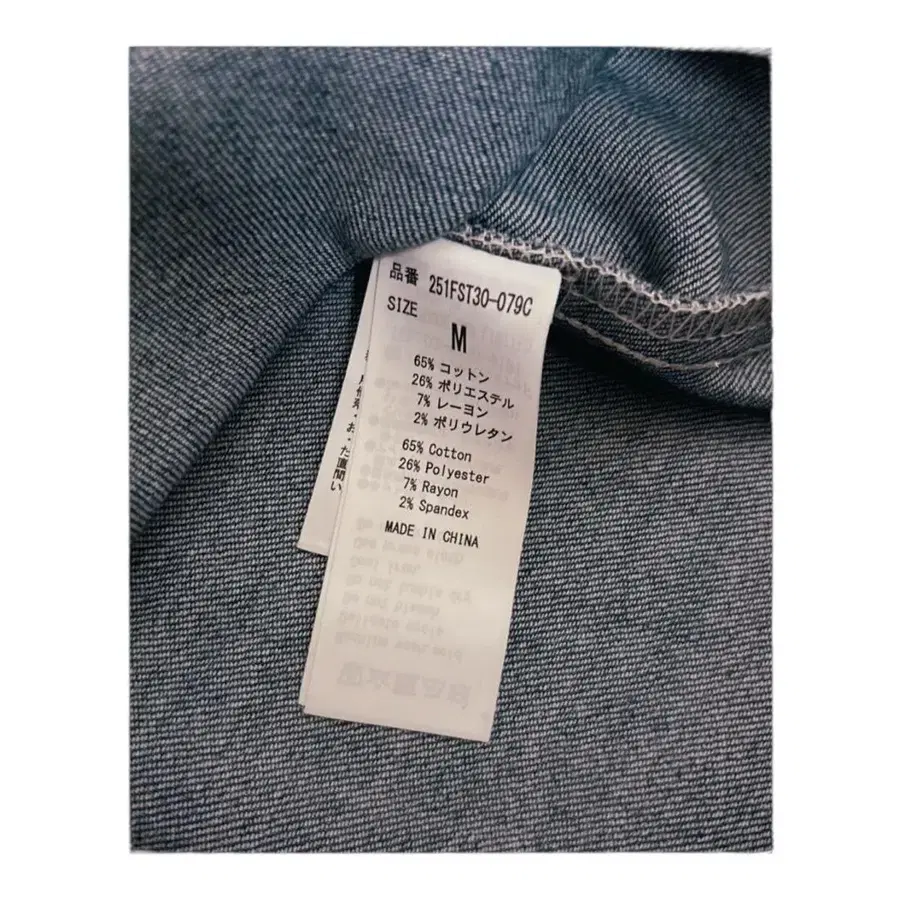 品番 251FST30-079C
SIZE
M
65% コットン
26% ポリエステル
7% レーヨン
2% ポリウレタン
65% Cotton
26% Polyester
7% Rayon
2% Spandex
MADE IN CHINA